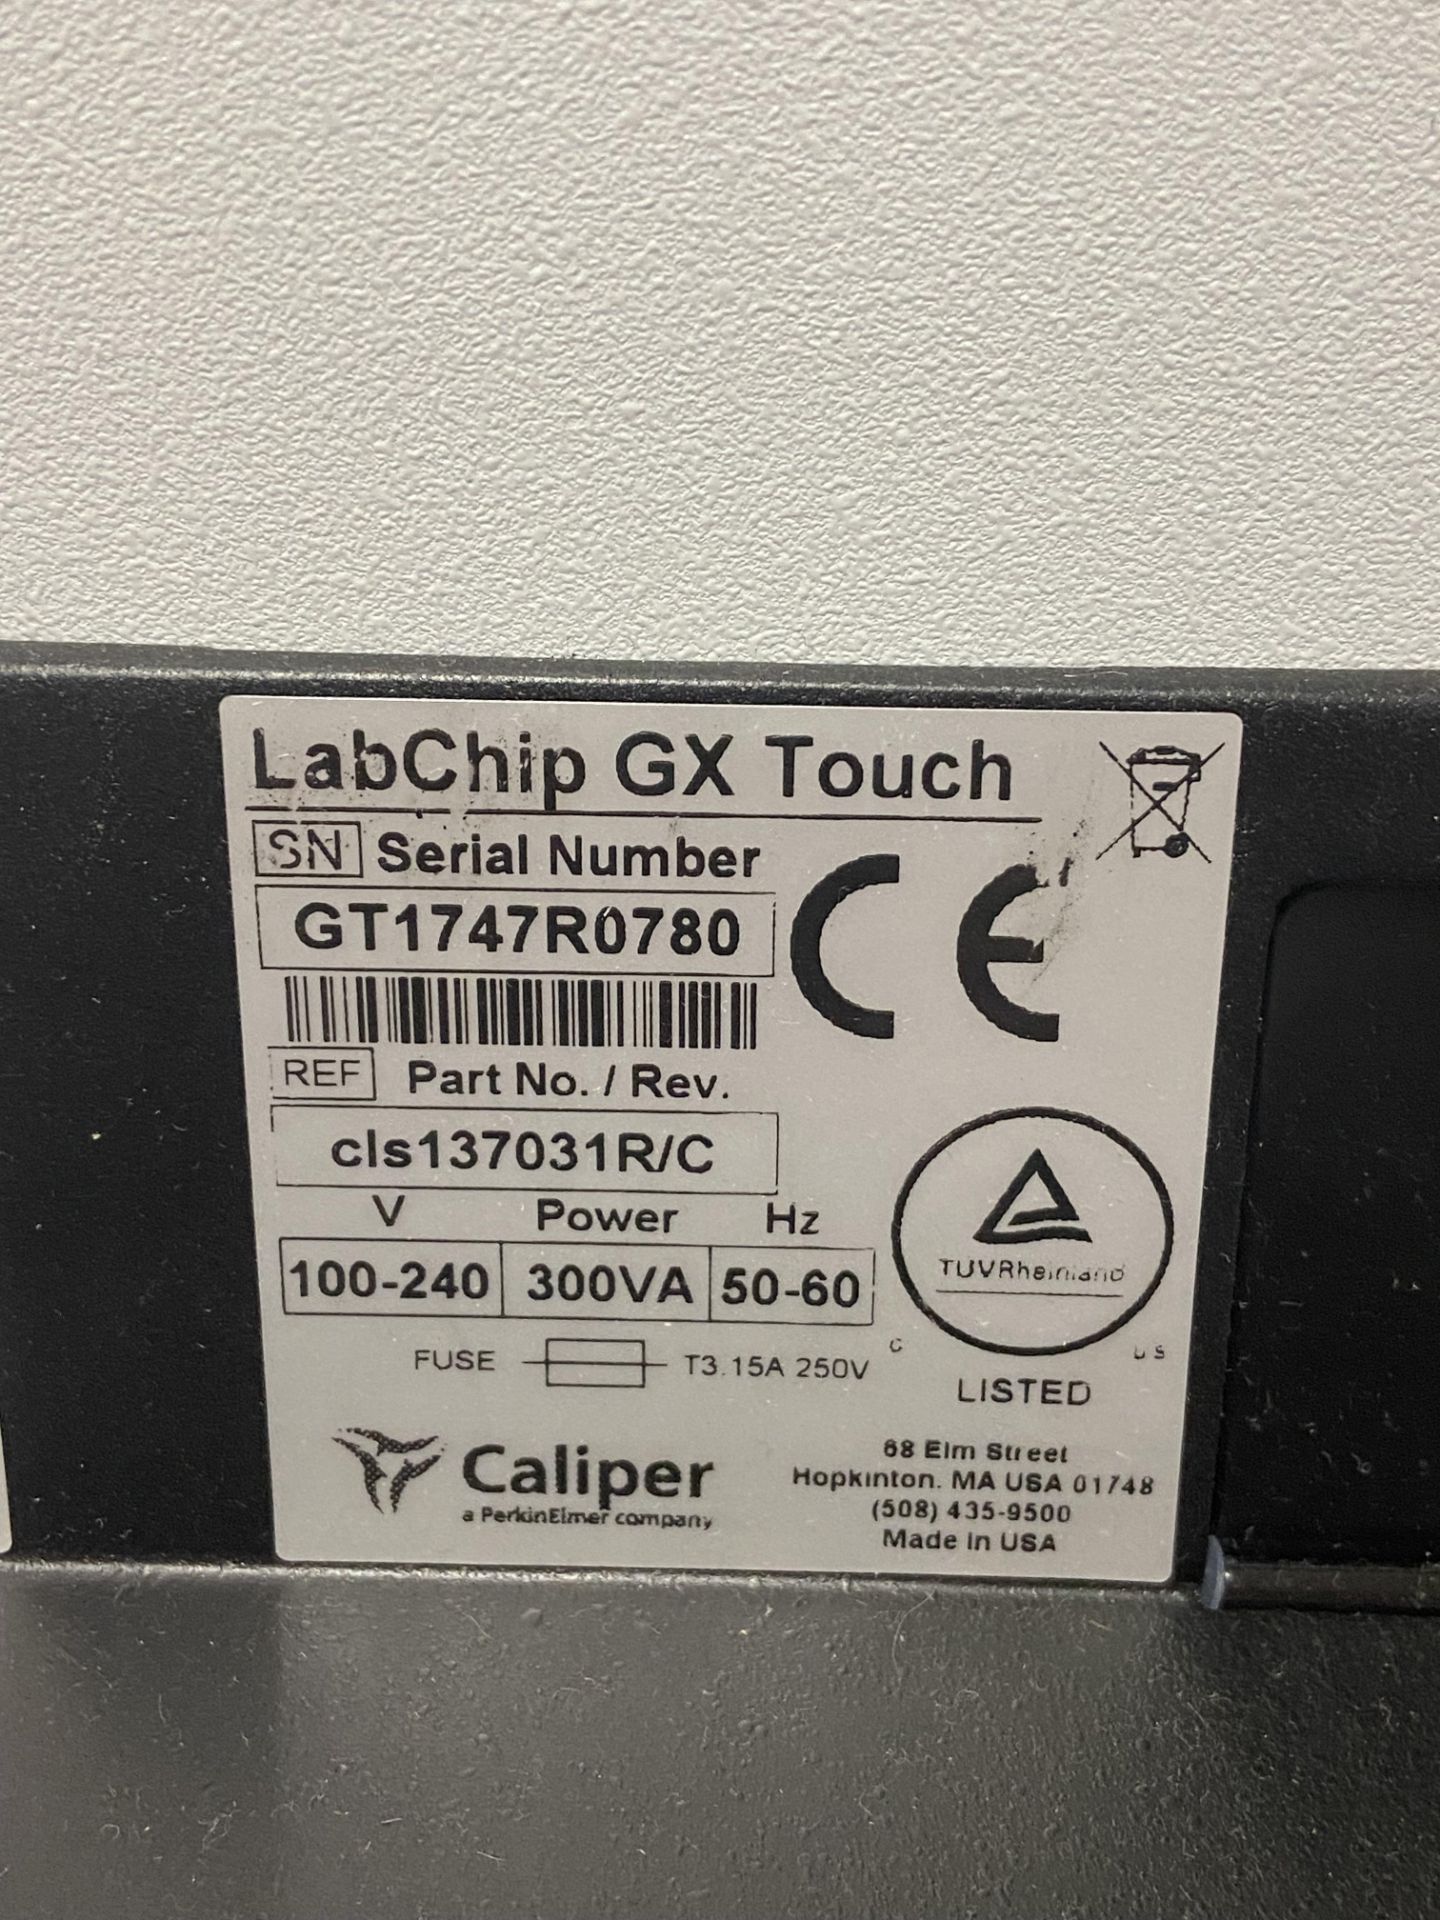 LabChip GX Touch
SN Serial Number
GT1747R0780
CE
REF Part No. / Rev.
cls137031R/C
V Power Hz
100-240 300VA 50-60
FUSE T3.15A 250V
TUVRheinland
C US
LISTED
Caliper
a PerkinElmer company
68 Elm Street
Hopkinton. MA USA 01748
(508) 435-9500
Made in USA